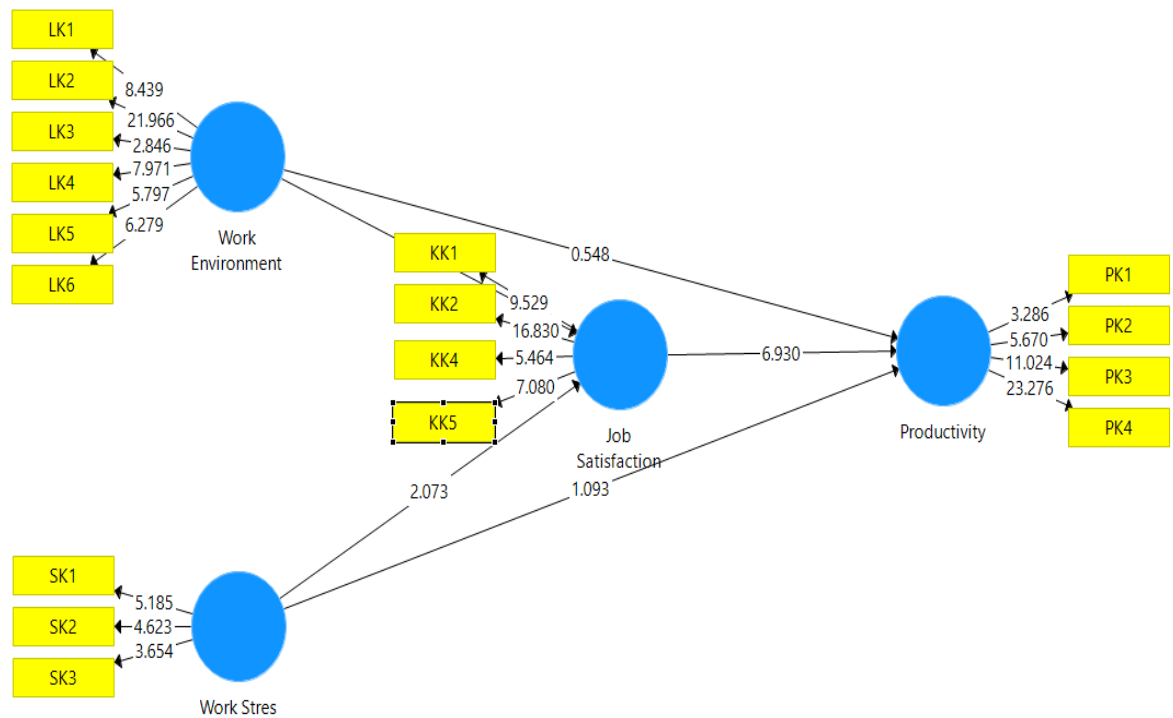 LK1
LK2
LK3
LK4
LK5
LK6
8.439
21.966
2.846
7.971
5.797
6.279
Work
Environment
KK1
KK2
KK4
KK5
9.529
16.830
5.464
7.080
Job
Satisfaction
0.548
6.930
2.073
1.093
PK1
PK2
PK3
PK4
3.286
5.670
11.024
23.276
Productivity
SK1
SK2
SK3
5.185
4.623
3.654
Work Stres